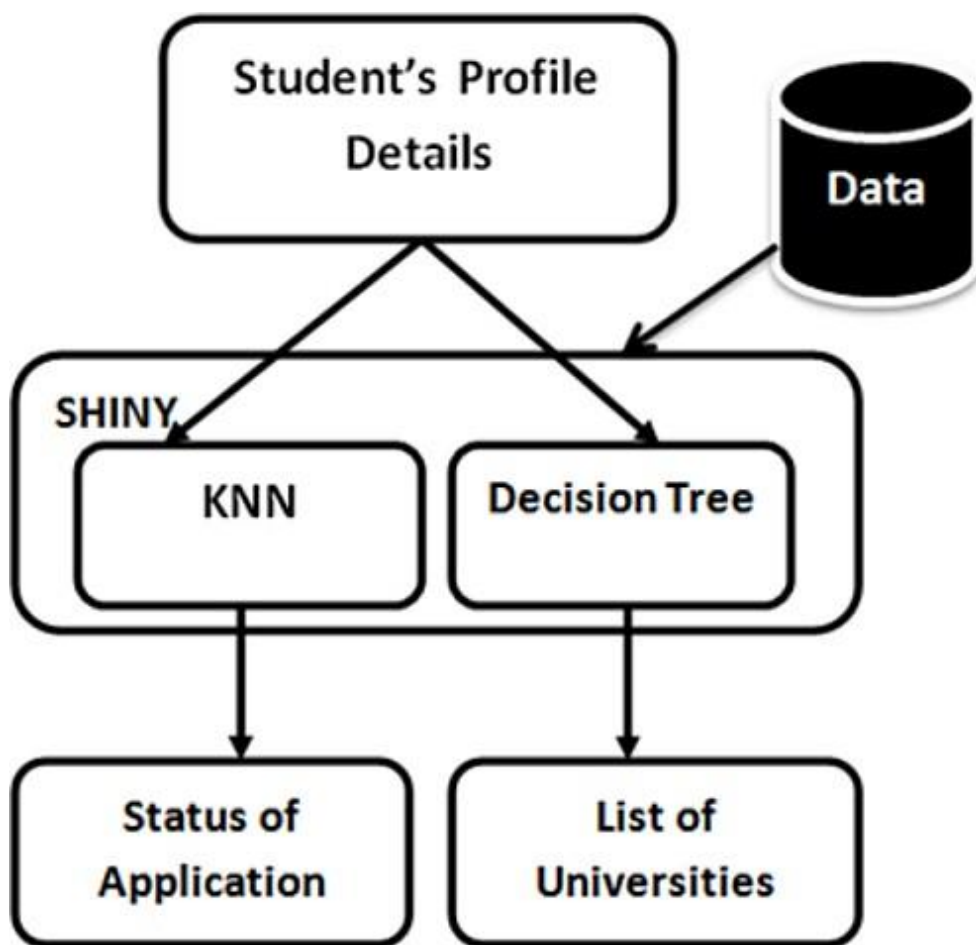 Student's Profile
Details
Data
SHINY
KNN
Decision Tree
Status of
Application
List of
Universities